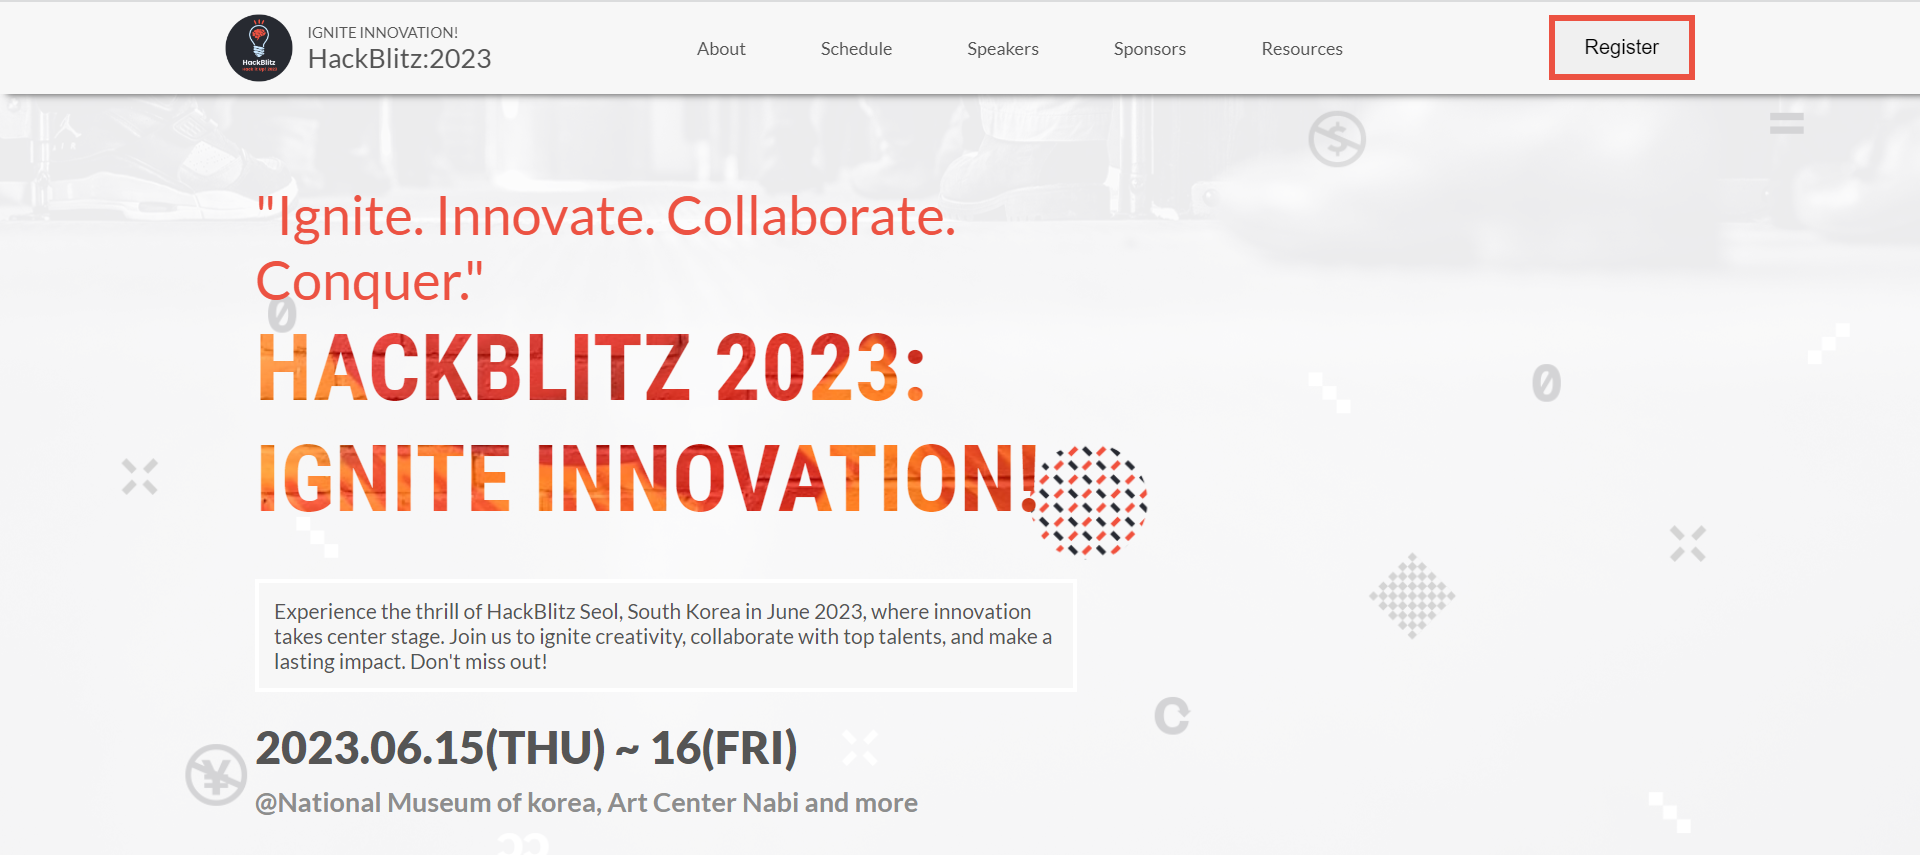 HackBlitz
IGNITE INNOVATION!
HackBlitz:2023
About
Schedule
Speakers
Sponsors
Resources
Register
"Ignite. Innovate. Collaborate.
Conquer."
HACKBLITZ 2023:
IGNITE INNOVATION!
Experience the thrill of HackBlitz Seol, South Korea in June 2023, where innovation
takes center stage. Join us to ignite creativity, collaborate with top talents, and make a
lasting impact. Don't miss out!
2023.06.15(THU) ~ 16(FRI)
@National Museum of korea, Art Center Nabi and more